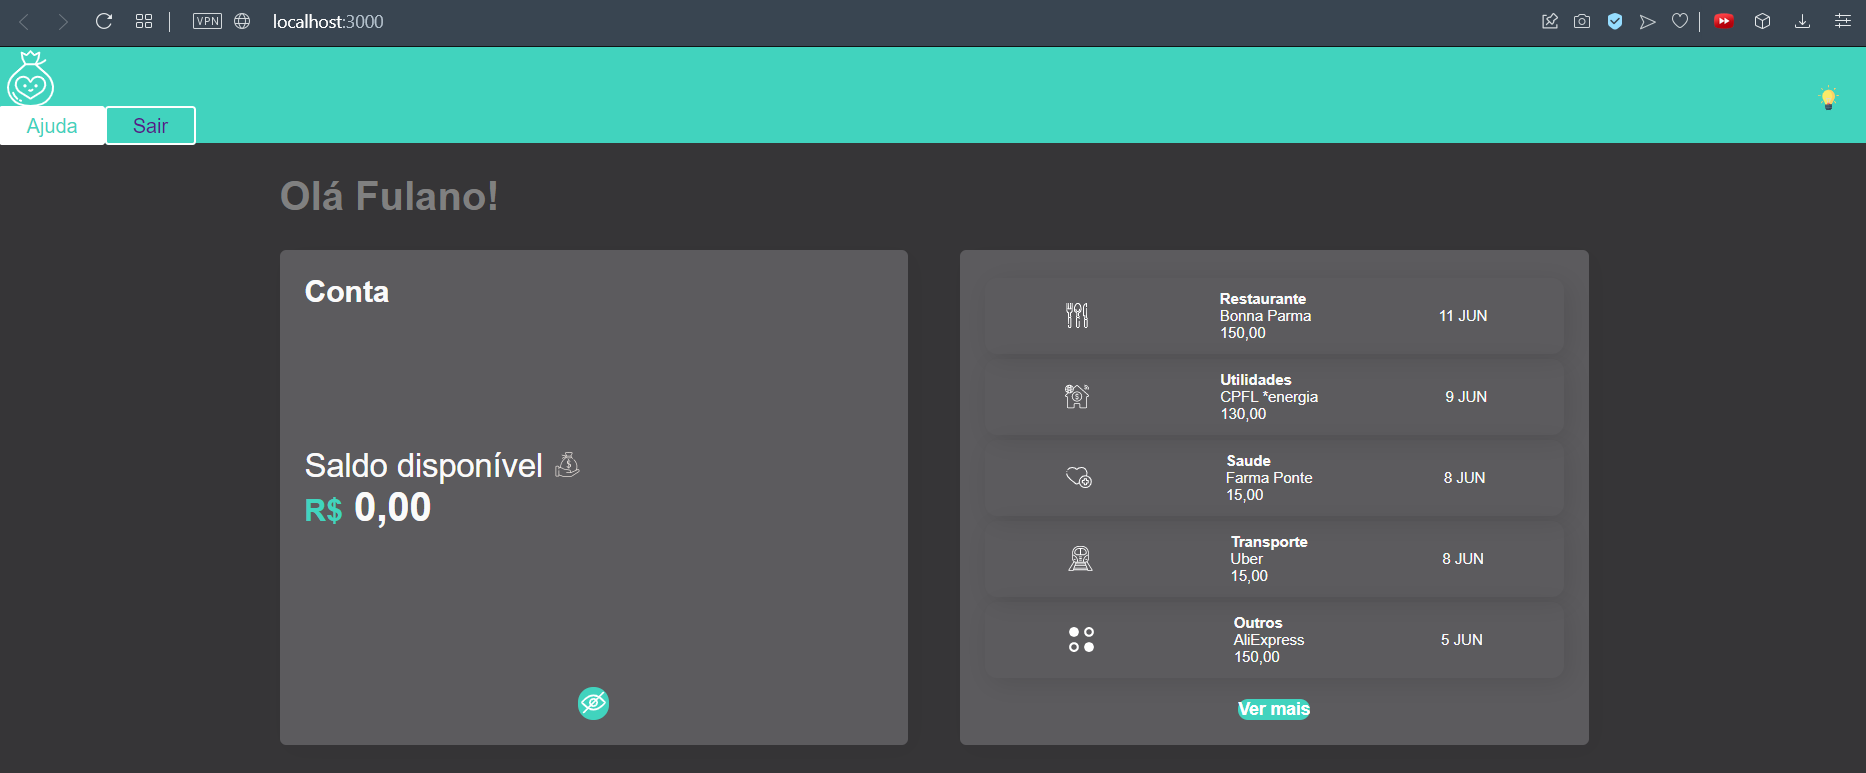 VPN
localhost:3000
Ajuda
Sair
Olá Fulano!
Conta
Saldo disponível
R$ 0,00
Restaurante
Bonna Parma
150,00
11 JUN
Utilidades
CPFL *energia
130,00
9 JUN
Saude
Farma Ponte
15,00
8 JUN
Transporte
Uber
15,00
8 JUN
Outros
AliExpress
150,00
5 JUN
Ver mais